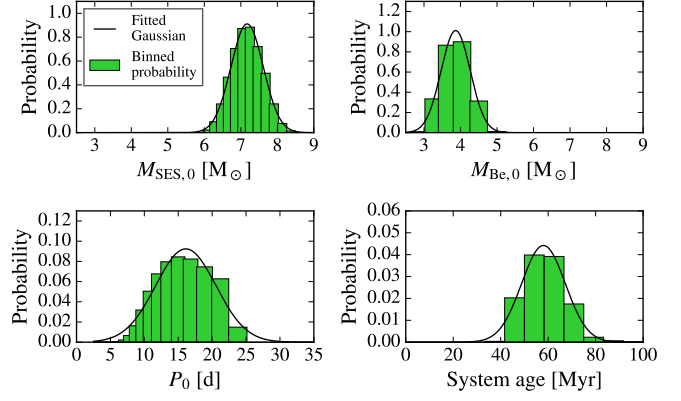 1.0
0.8
0.6
0.4
0.2
0.0
Probability
Fitted
Gaussian
Binned
probability
3 4 5 6 7 8 9
M_SES,0 [M_⊙]
1.2
1.0
0.8
0.6
0.4
0.2
0.0
Probability
3 4 5 6 7 8 9
M_Be,0 [M_⊙]
0.12
0.10
0.08
0.06
0.04
0.02
0.00
Probability
0 5 10 15 20 25 30 35
P_0 [d]
0.06
0.05
0.04
0.03
0.02
0.01
0.00
Probability
0 20 40 60 80 100
System age [Myr]